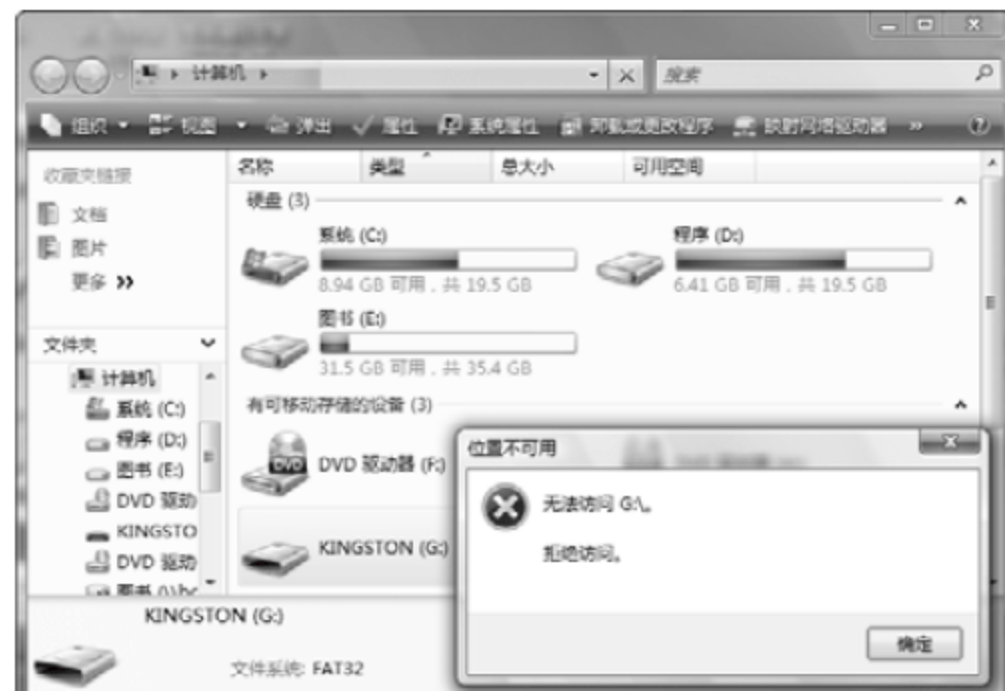 计算机
搜索
组织 视图 弹出 属性 系统属性 卸载或更改程序 映射网络驱动器 »
收藏夹链接
文档
图片
更多 »
文件夹
计算机
系统 (C:)
程序 (D:)
图书 (E:)
DVD 驱动
KINGSTO
DVD 驱动
名称 类型 总大小 可用空间
硬盘 (3)
系统 (C:)
8.94 GB 可用，共 19.5 GB
程序 (D:)
6.41 GB 可用，共 19.5 GB
图书 (E:)
31.5 GB 可用，共 35.4 GB
有可移动存储的设备 (3)
DVD 驱动器 (F:)
KINGSTON (G:)
位置不可用
无法访问 G:\。
拒绝访问。
确定
KINGSTON (G:)
文件系统: FAT32